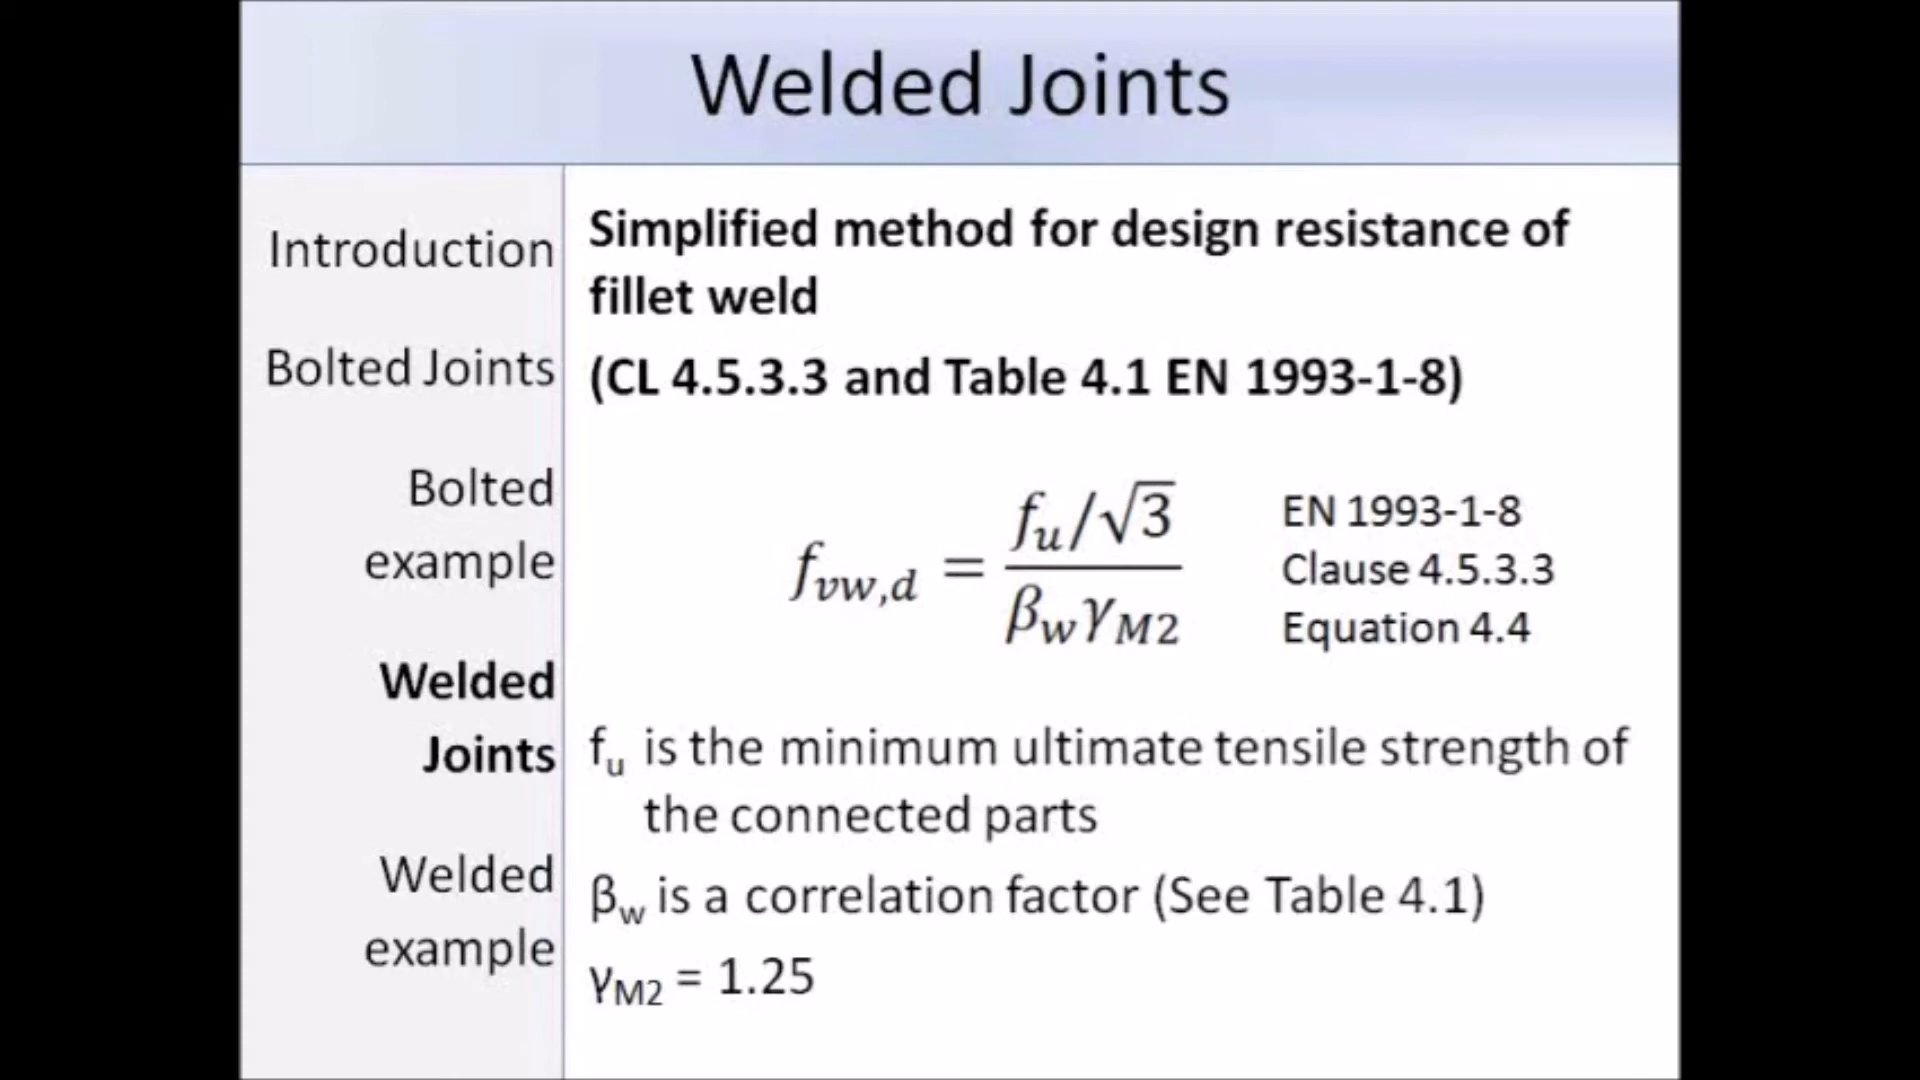 Welded Joints
Introduction
Bolted Joints
Bolted
example
Welded
Joints
Welded
example
Simplified method for design resistance of
fillet weld
(CL 4.5.3.3 and Table 4.1 EN 1993-1-8)
f_{vw,d} = \frac{f_u/\sqrt{3}}{β_w γ_{M2}}
EN 1993-1-8
Clause 4.5.3.3
Equation 4.4
f_u is the minimum ultimate tensile strength of
the connected parts
β_w is a correlation factor (See Table 4.1)
γ_{M2} = 1.25